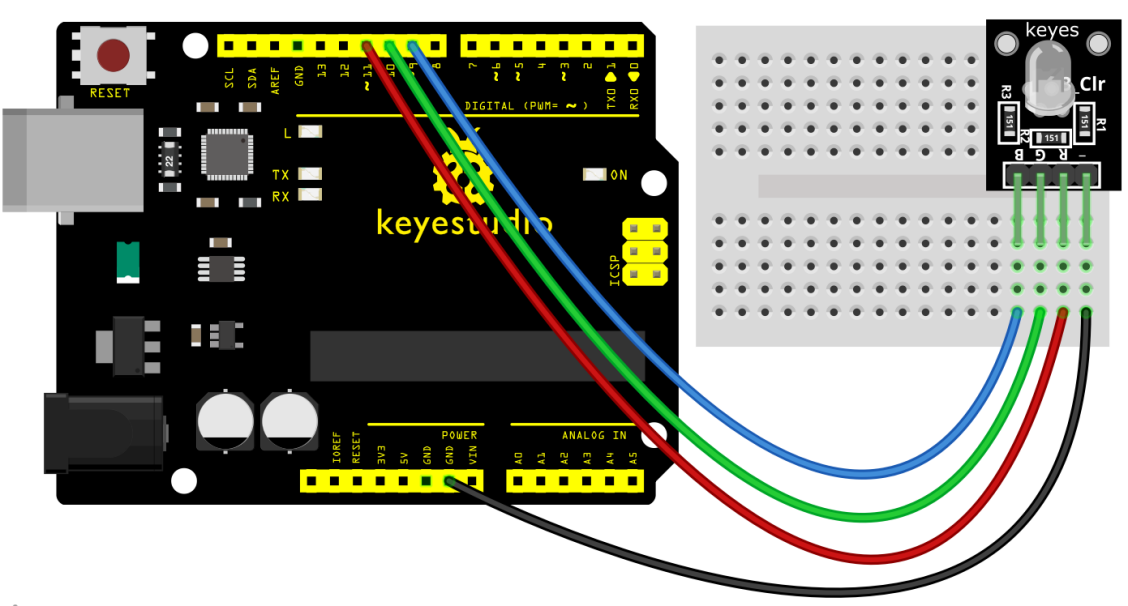 keyes
RESET
SCL
SDA
AREF
GND
13
12
~11
10
~9
8
7
~6
~5
4
~3
2
TX0▶1
RX0◀0
DIGITAL (PWM= ~ )
L
TX
RX
ON
22
keyestudio
ICSP
B_Clr
R3
151
R2
151
R1
151
B
G
R
-
POWER
ANALOG IN
IOREF
RESET
3V3
5V
GND
GND
VIN
A0
A1
A2
A3
A4
A5